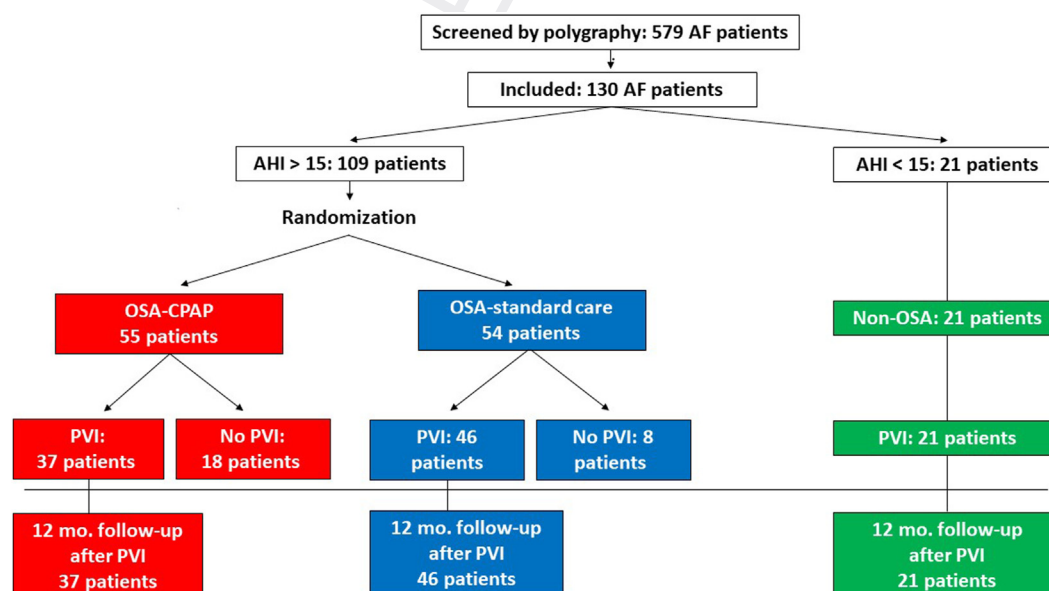 Screened by polygraphy: 579 AF patients
Included: 130 AF patients
AHI > 15: 109 patients
AHI < 15: 21 patients
Randomization
OSA-CPAP
55 patients
OSA-standard care
54 patients
Non-OSA: 21 patients
PVI:
37 patients
No PVI:
18 patients
PVI: 46
patients
No PVI: 8
patients
PVI: 21 patients
12 mo. follow-up
after PVI
37 patients
12 mo. follow-up
after PVI
46 patients
12 mo. follow-up
after PVI
21 patients